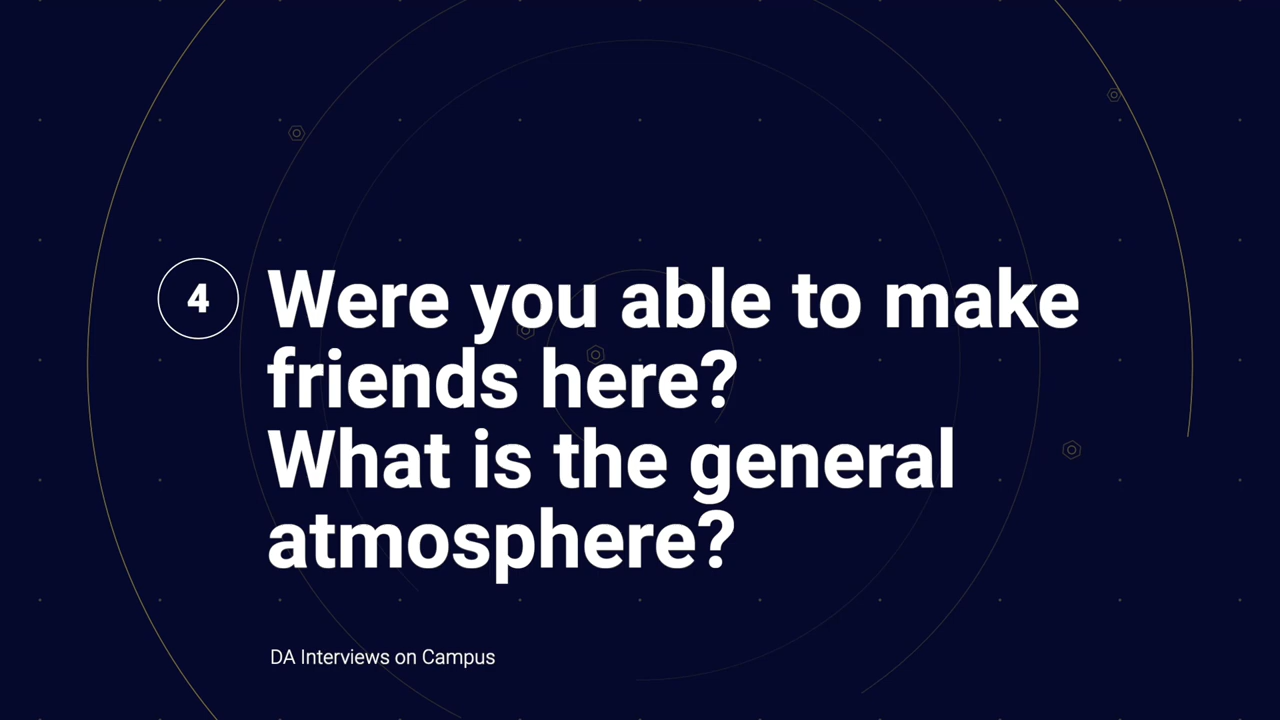 4
Were you able to make
friends here?
What is the general
atmosphere?
DA Interviews on Campus